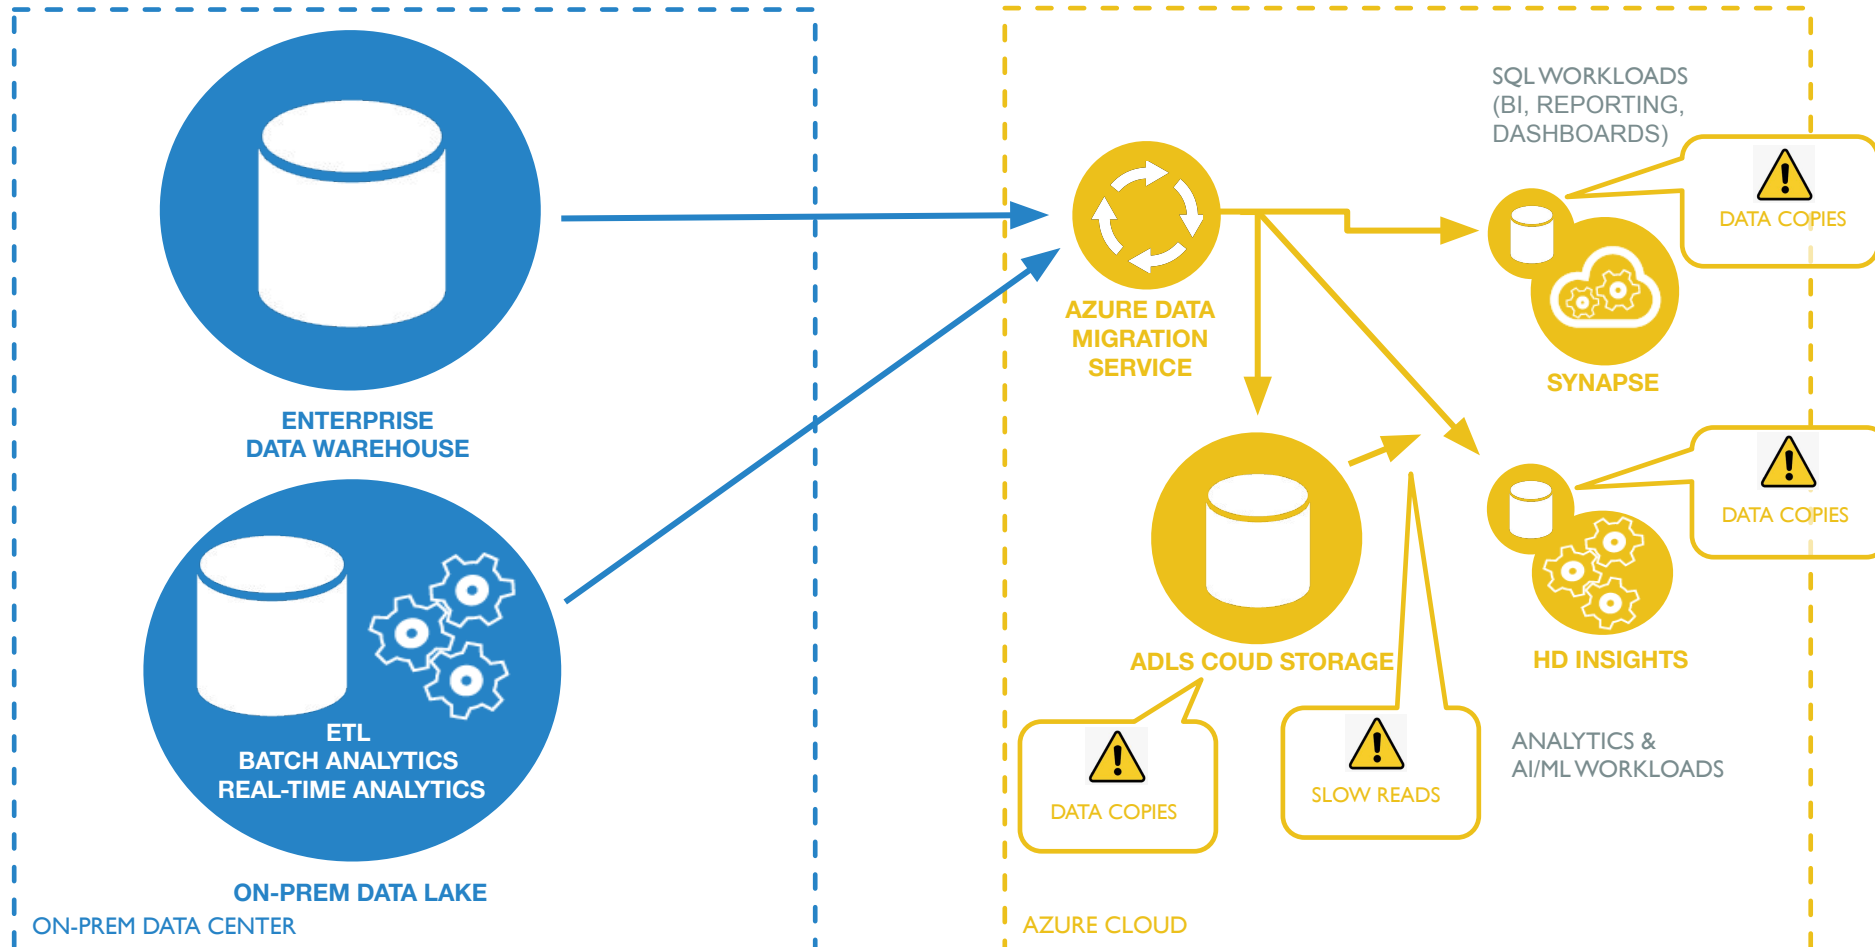 ENTERPRISE
DATA WAREHOUSE
ETL
BATCH ANALYTICS
REAL-TIME ANALYTICS
ON-PREM DATA LAKE
ON-PREM DATA CENTER
AZURE DATA
MIGRATION
SERVICE
SQL WORKLOADS
(BI, REPORTING,
DASHBOARDS)
DATA COPIES
SYNAPSE
DATA COPIES
ADLS COUD STORAGE
HD INSIGHTS
DATA COPIES
SLOW READS
ANALYTICS &
AI/ML WORKLOADS
AZURE CLOUD